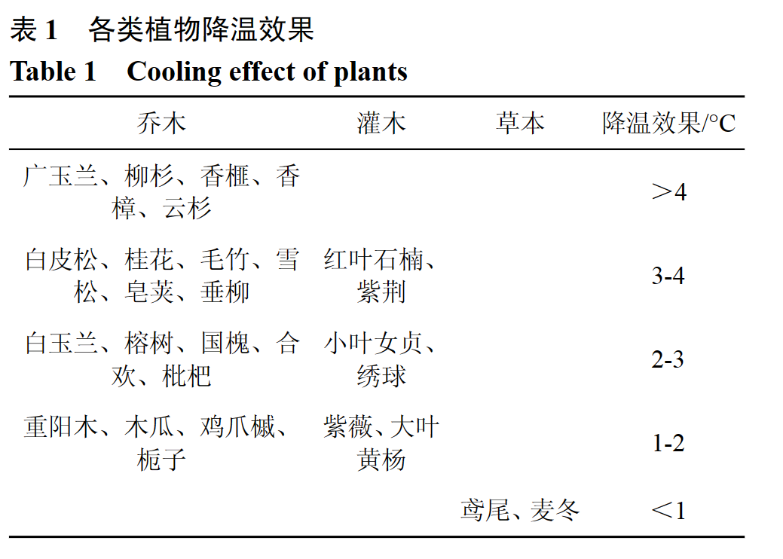 表 1 各类植物降温效果
Table 1 Cooling effect of plants
乔木 灌木 草本 降温效果/°C
广玉兰、柳杉、香榧、香
樟、云杉
＞4
白皮松、桂花、毛竹、雪
松、皂荚、垂柳
红叶石楠、
紫荆
3-4
白玉兰、榕树、国槐、合
欢、枇杷
小叶女贞、
绣球
2-3
重阳木、木瓜、鸡爪槭、
栀子
紫薇、大叶
黄杨
1-2
鸢尾、麦冬
＜1